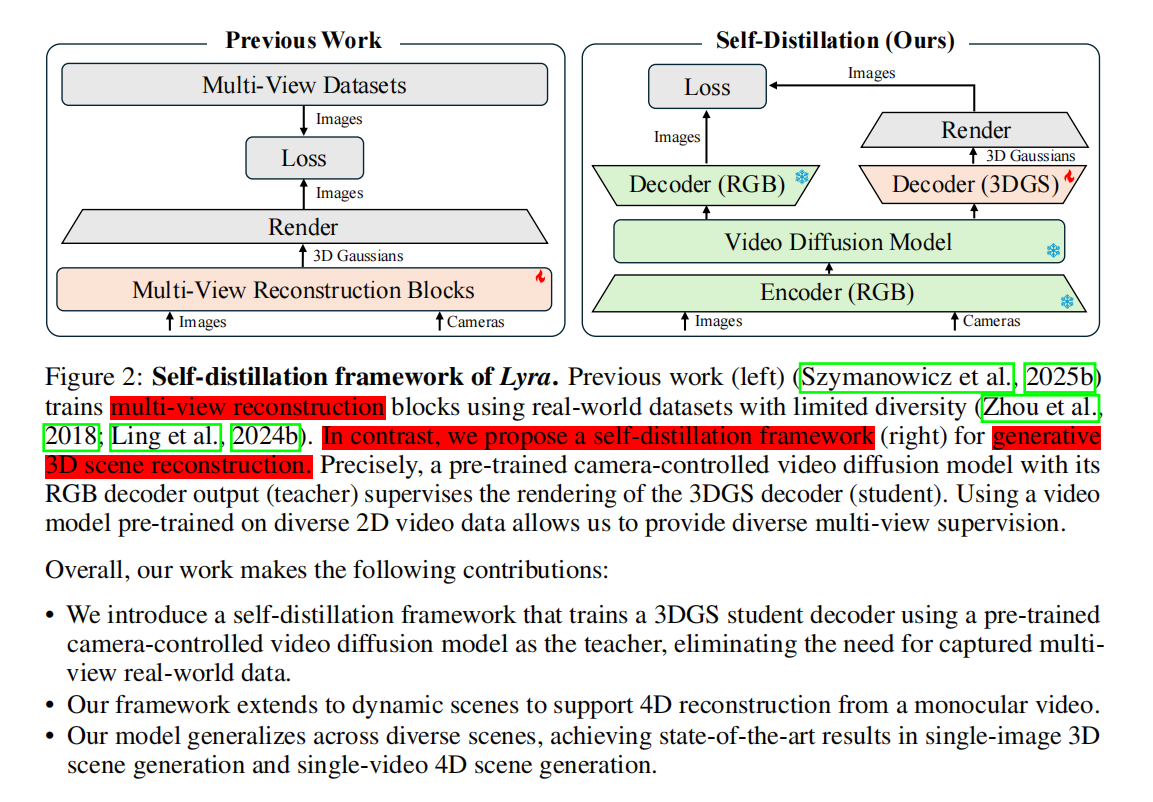 Previous Work
Multi-View Datasets
Images
Loss
Images
Render
3D Gaussians
Multi-View Reconstruction Blocks
Images
Cameras
Self-Distillation (Ours)
Loss
Images
Images
Render
3D Gaussians
Decoder (RGB)
Decoder (3DGS)
Video Diffusion Model
Encoder (RGB)
Images
Cameras
Figure 2: Self-distillation framework of Lyra. Previous work (left) (Szymanowicz et al., 2025b)
trains multi-view reconstruction blocks using real-world datasets with limited diversity (Zhou et al.,
2018; Ling et al., 2024b). In contrast, we propose a self-distillation framework (right) for generative
3D scene reconstruction. Precisely, a pre-trained camera-controlled video diffusion model with its
RGB decoder output (teacher) supervises the rendering of the 3DGS decoder (student). Using a video
model pre-trained on diverse 2D video data allows us to provide diverse multi-view supervision.
Overall, our work makes the following contributions:
• We introduce a self-distillation framework that trains a 3DGS student decoder using a pre-trained
camera-controlled video diffusion model as the teacher, eliminating the need for captured multi-
view real-world data.
• Our framework extends to dynamic scenes to support 4D reconstruction from a monocular video.
• Our model generalizes across diverse scenes, achieving state-of-the-art results in single-image 3D
scene generation and single-video 4D scene generation.